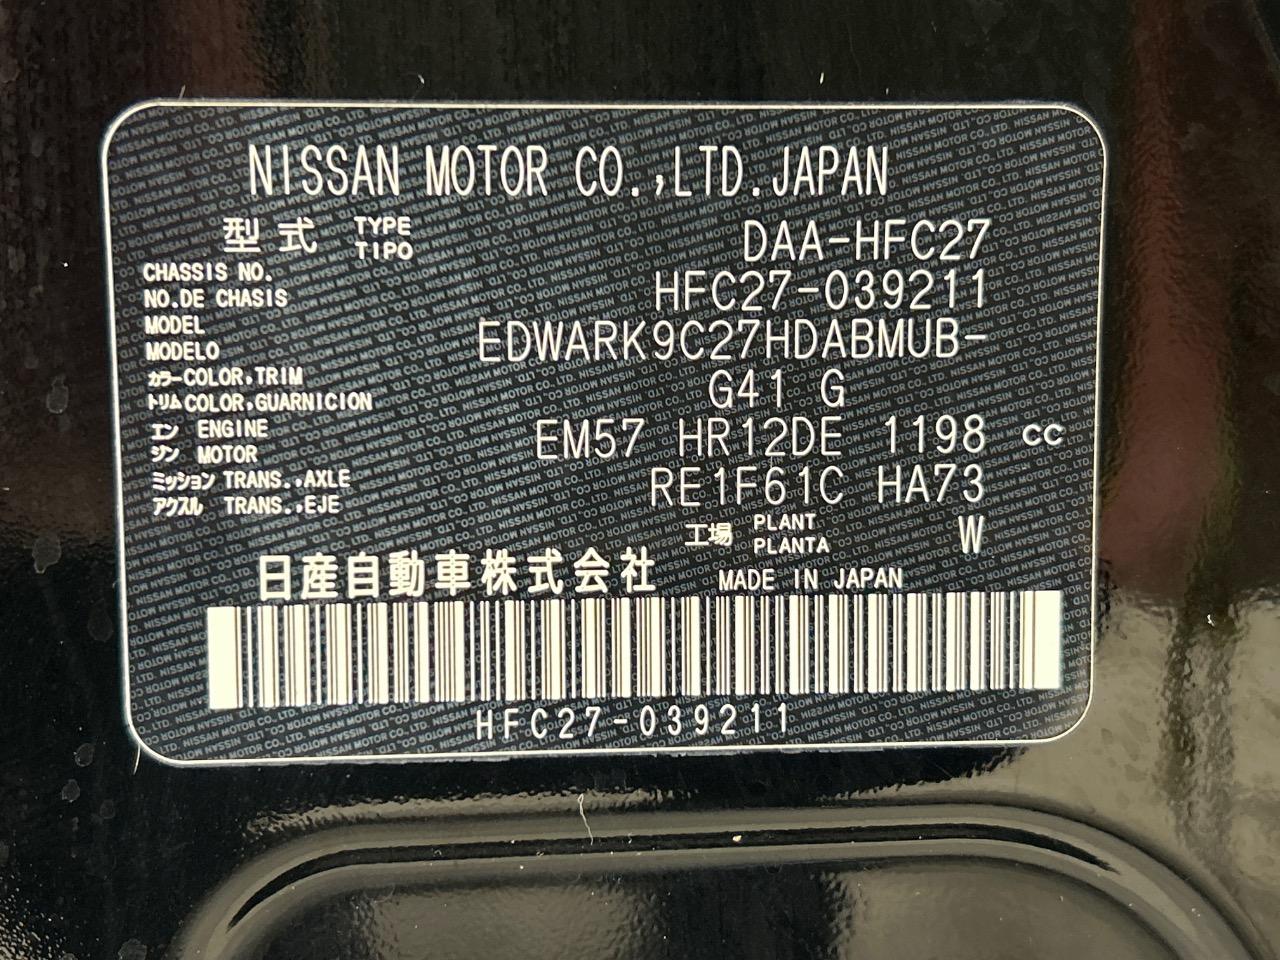 NISSAN MOTOR CO.,LTD.JAPAN
型式 TYPE TIPO DAA-HFC27
CHASSIS NO.
NO.DE CHASIS HFC27-039211
MODEL
MODELO EDWARK9C27HDABMUB-
カラー COLOR,TRIM
トリム COLOR,GUARNICION G41 G
エン ENGINE
ジン MOTOR EM57 HR12DE 1198 cc
ミッション TRANS.,AXLE
アクスル TRANS.,EJE RE1F61C HA73
工場 PLANT PLANTA W
日産自動車株式会社 MADE IN JAPAN
HFC27-039211